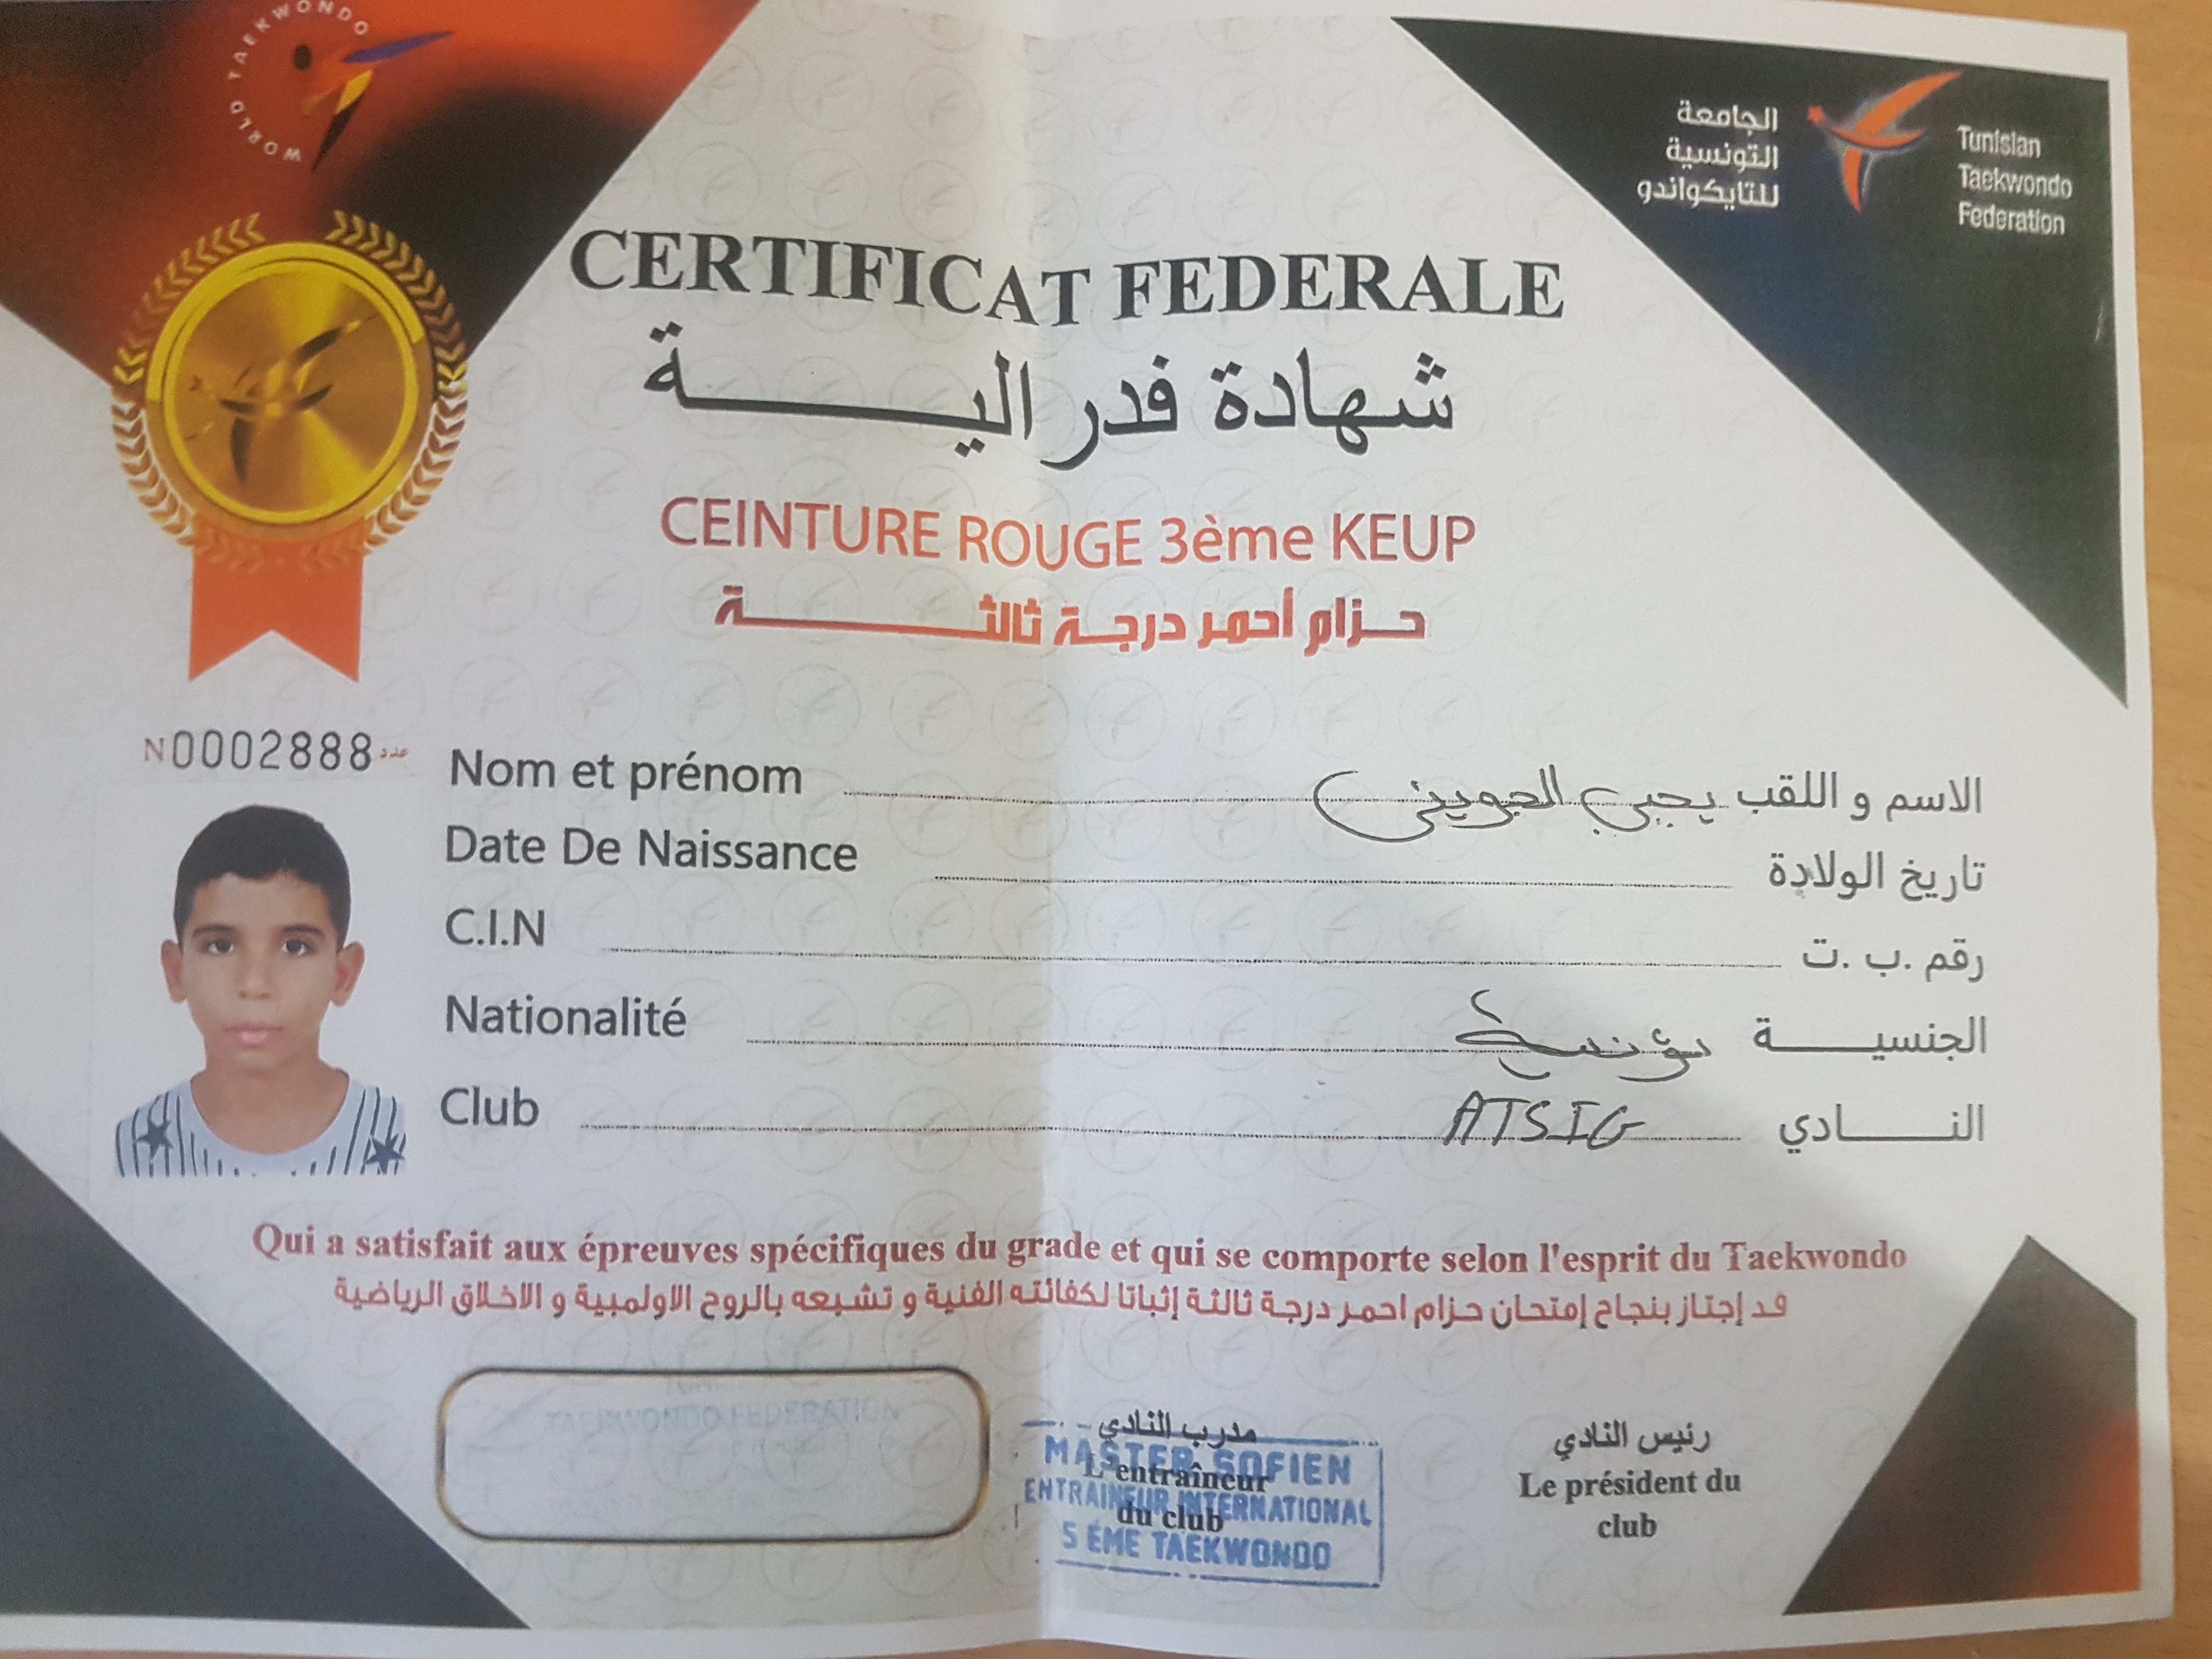 WORLD TAEKWONDO
الجامعة
التونسية
للتايكواندو
Tunisian
Taekwondo
Federation
CERTIFICAT FEDERALE
شهادة فدرالية
CEINTURE ROUGE 3ème KEUP
حزام أحمر درجة ثالثة
N0002888 عدد
Nom et prénom الاسم و اللقب يحيى الجويني
Date De Naissance تاريخ الولادة
C.I.N رقم .ب .ت
Nationalité الجنسية تونسية
Club النادي ATSIG
Qui a satisfait aux épreuves spécifiques du grade et qui se comporte selon l'esprit du Taekwondo
قد إجتاز بنجاح إمتحان حزام احمر درجة ثالثة إثباتا لكفائته الفنية و تشبعه بالروح الاولمبية و الاخلاق الرياضية
TAEKWONDO FEDERATION
مدرب النادي
L'entraîneur
du club
MASTER SOFIEN
ENTRAINEUR INTERNATIONAL
5 ÉME TAEKWONDO
رئيس النادي
Le président du
club